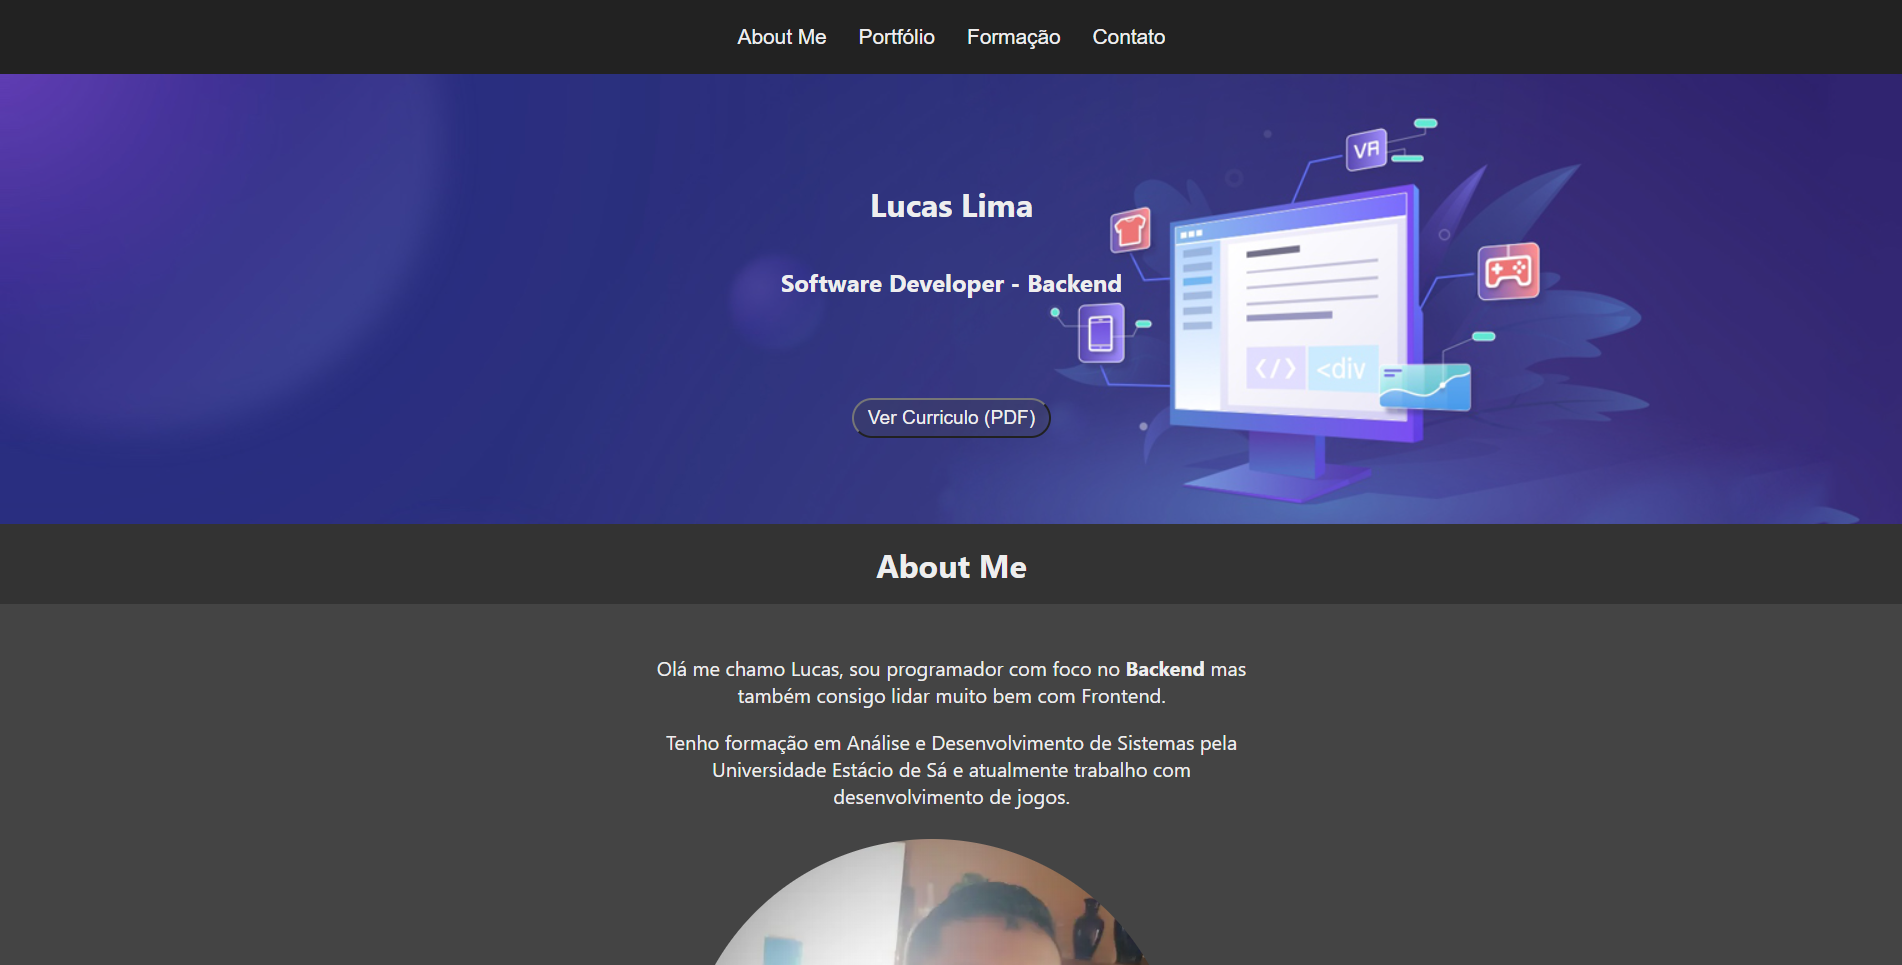 About Me Portfólio Formação Contato
VR
Lucas Lima
Software Developer - Backend
</> <div
Ver Curriculo (PDF)
About Me
Olá me chamo Lucas, sou programador com foco no Backend mas
também consigo lidar muito bem com Frontend.
Tenho formação em Análise e Desenvolvimento de Sistemas pela
Universidade Estácio de Sá e atualmente trabalho com
desenvolvimento de jogos.